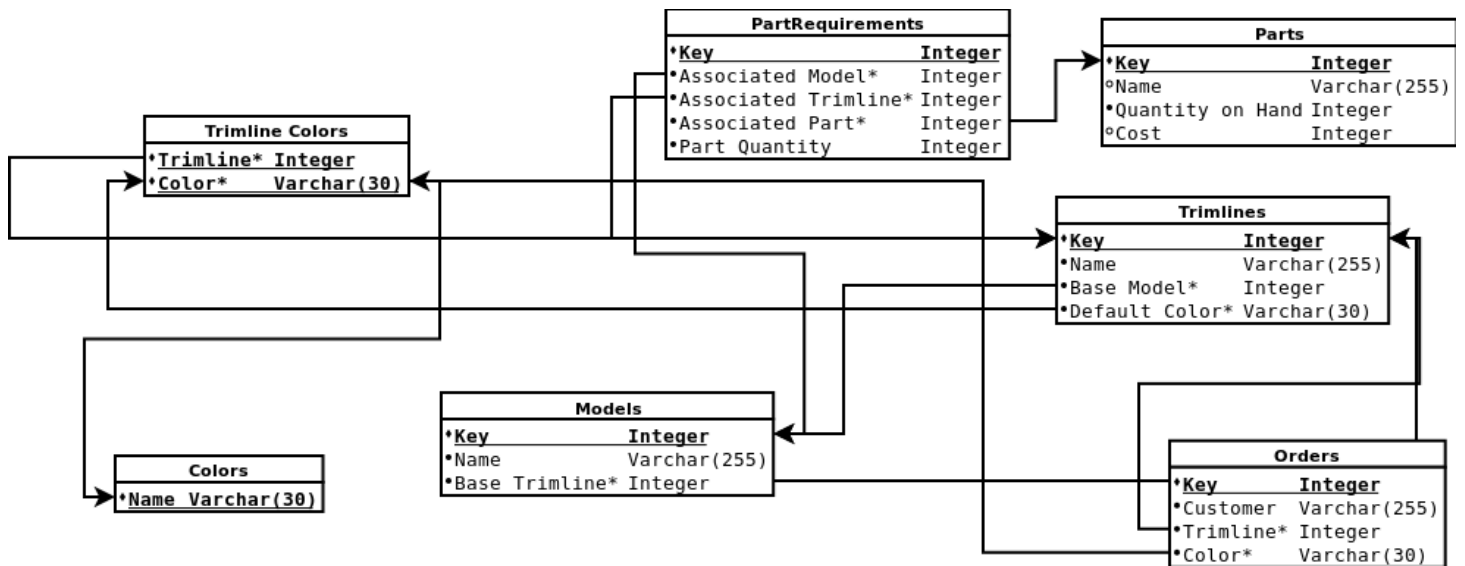 PartRequirements
Key Integer
Associated Model* Integer
Associated Trimline* Integer
Associated Part* Integer
Part Quantity Integer
Parts
Key Integer
Name Varchar(255)
Quantity on Hand Integer
Cost Integer
Trimline Colors
Trimline* Integer
Color* Varchar(30)
Trimlines
Key Integer
Name Varchar(255)
Base Model* Integer
Default Color* Varchar(30)
Models
Key Integer
Name Varchar(255)
Base Trimline* Integer
Colors
Name Varchar(30)
Orders
Key Integer
Customer Varchar(255)
Trimline* Integer
Color* Varchar(30)